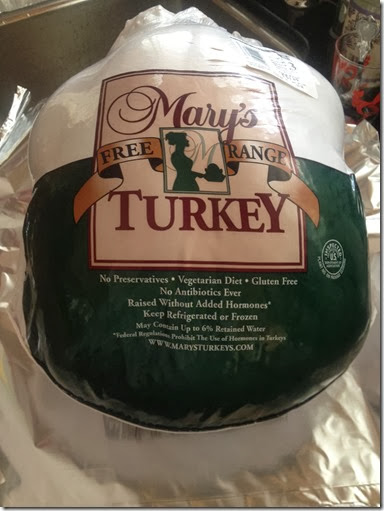 Mary's
FREE M RANGE
TURKEY
No Preservatives • Vegetarian Diet • Gluten Free
No Antibiotics Ever
Raised Without Added Hormones*
Keep Refrigerated or Frozen
May Contain up to 6% Retained Water
*Federal Regulations Prohibit The Use of Hormones in Turkeys
WWW.MARYSTURKEYS.COM